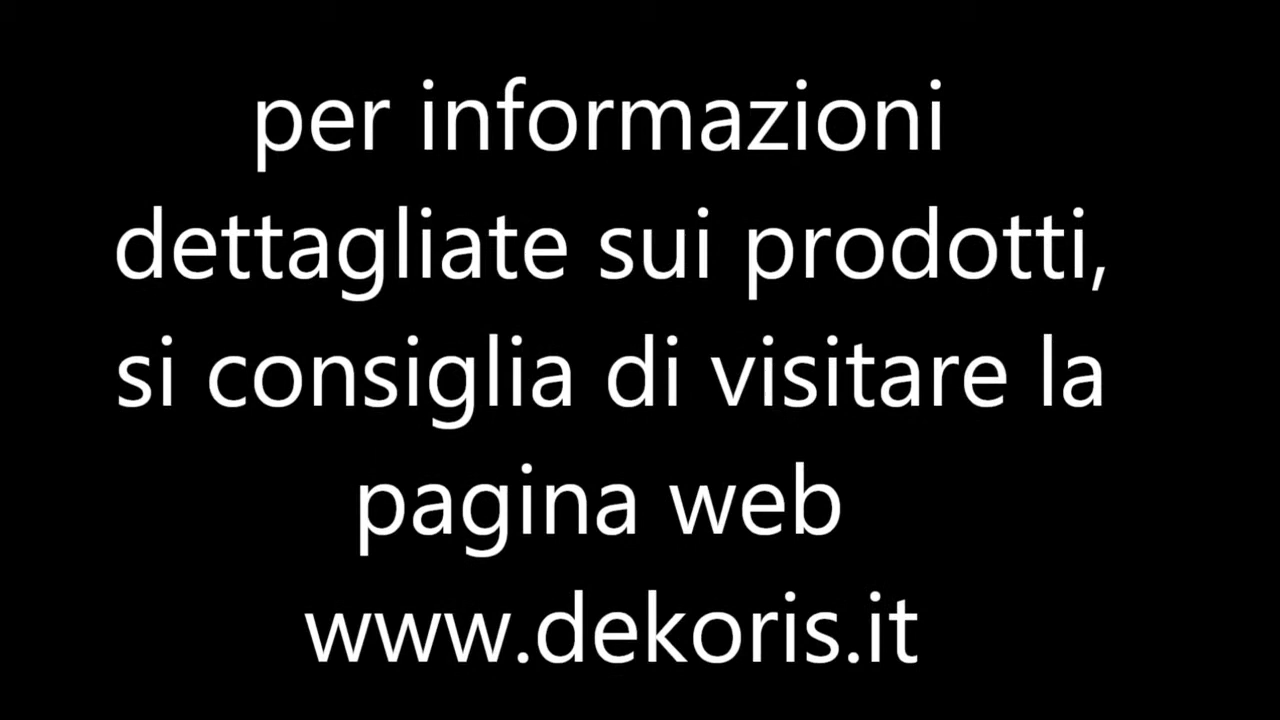 per informazioni
dettagliate sui prodotti,
si consiglia di visitare la
pagina web
www.dekoris.it